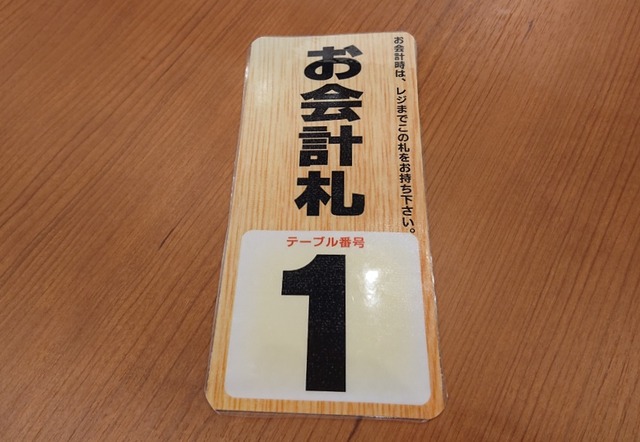 お会計時は、レジまでこの札をお持ち下さい。
お会計札
テーブル番号
1